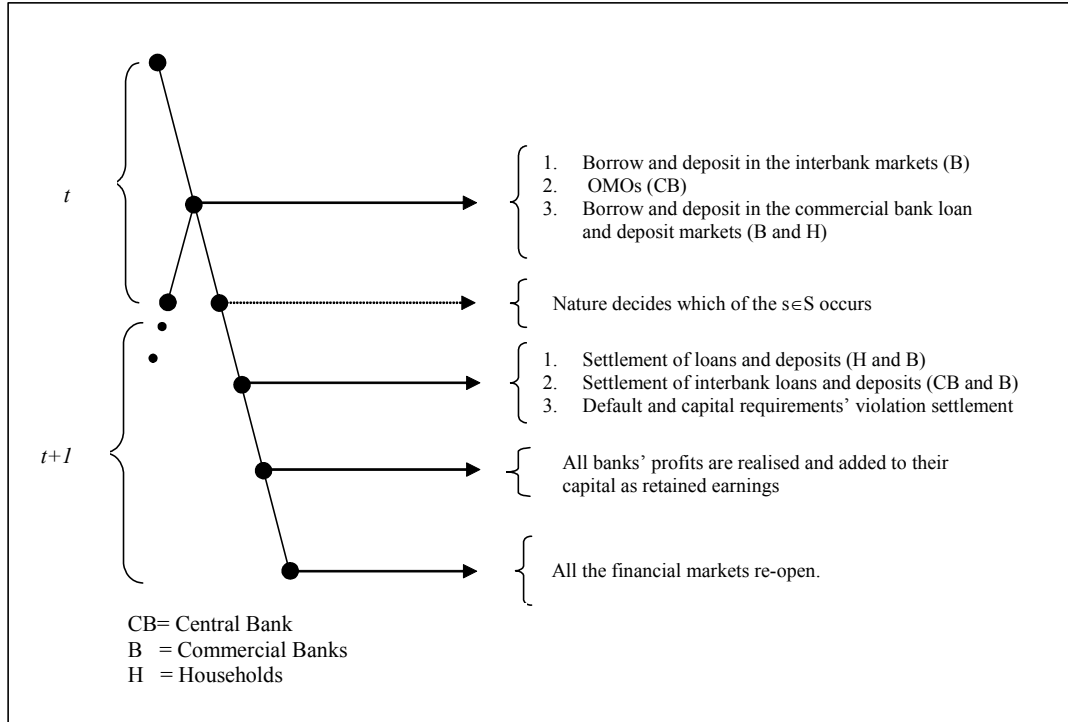 t
1. Borrow and deposit in the interbank markets (B)
2. OMOs (CB)
3. Borrow and deposit in the commercial bank loan
and deposit markets (B and H)
Nature decides which of the s∈S occurs
1. Settlement of loans and deposits (H and B)
2. Settlement of interbank loans and deposits (CB and B)
3. Default and capital requirements’ violation settlement
t+1
All banks’ profits are realised and added to their
capital as retained earnings
All the financial markets re-open.
CB= Central Bank
B = Commercial Banks
H = Households